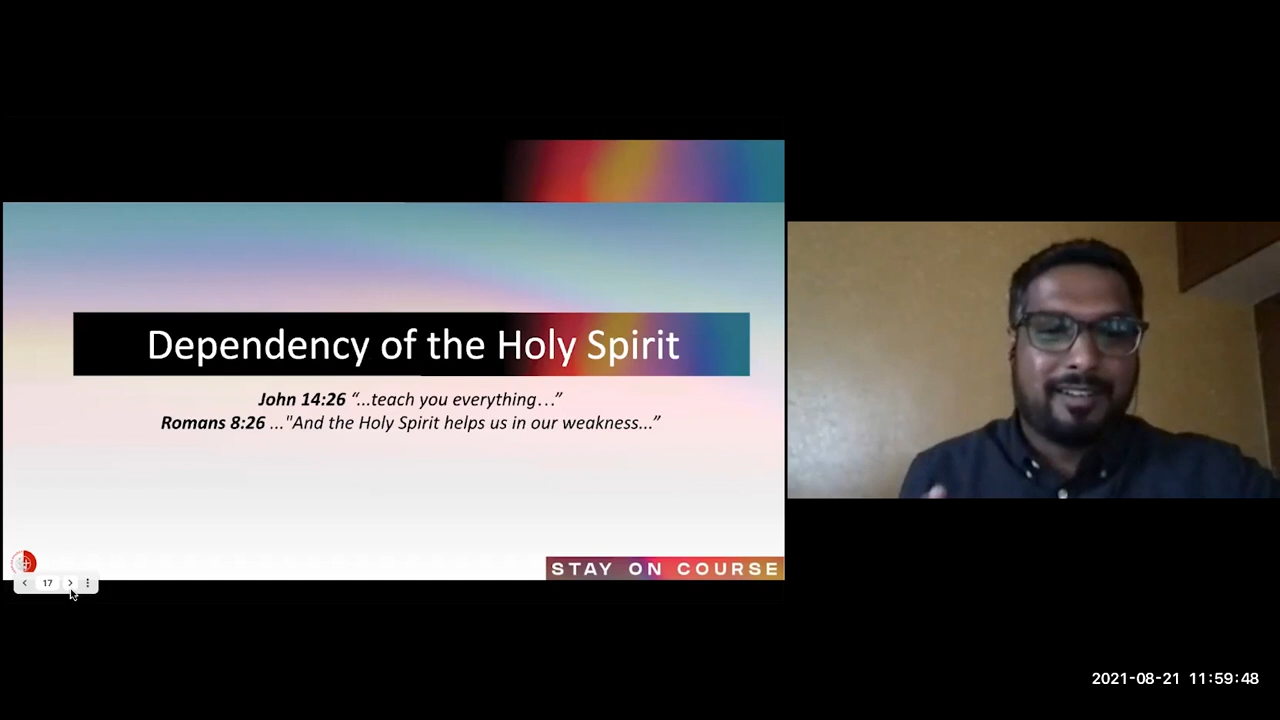 Dependency of the Holy Spirit
John 14:26 “...teach you everything…”
Romans 8:26 ..."And the Holy Spirit helps us in our weakness...”
STAY ON COURSE
17
2021-08-21 11:59:48